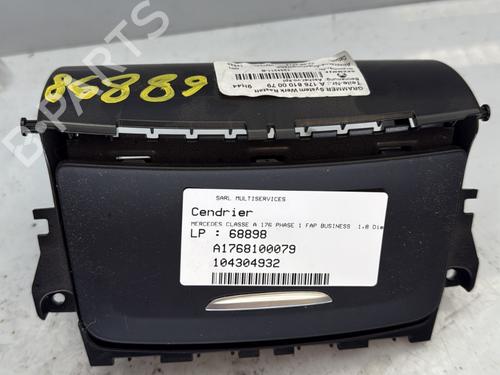 GRAMMER System Werk Rastatt
Teile-Nr.: A 176 810 00 79
85889
SARL MULTISERVICES
Cendrier
MERCEDES CLASSE A 176 PHASE 1 FAP BUSINESS 1.8 Die
LP : 68898
A1768100079
104304932
B-Parts